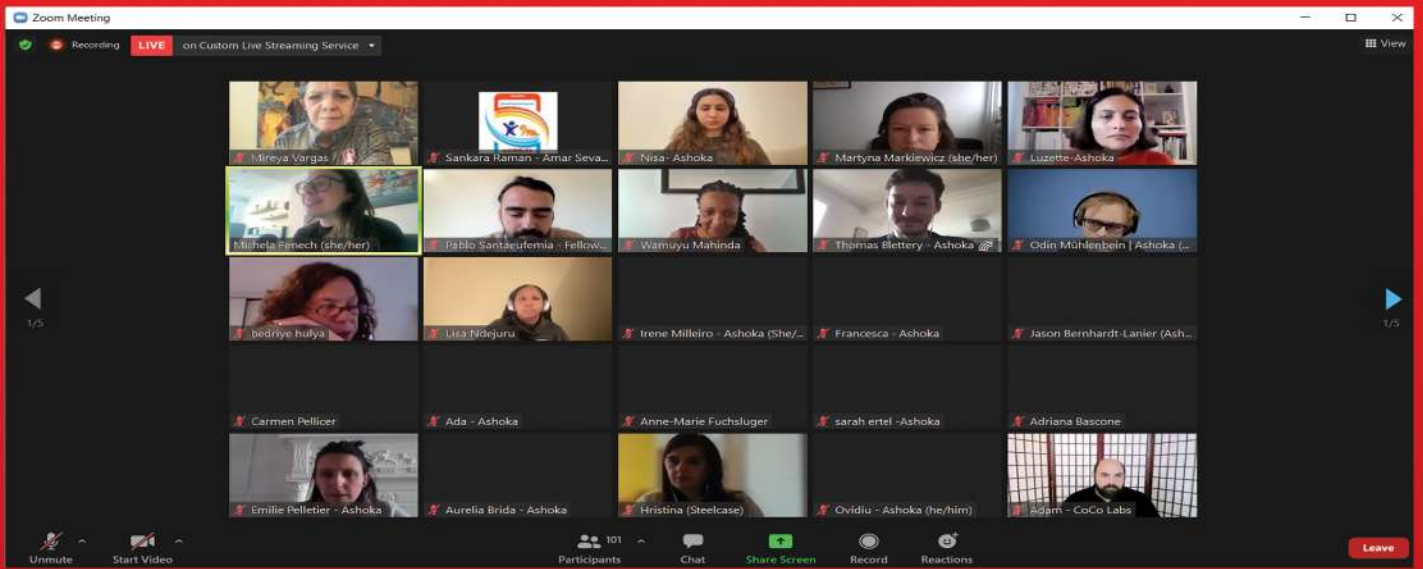 Zoom Meeting
Recording LIVE on Custom Live Streaming Service
View
Mireya Vargas
Sankara Raman - Amar Seva...
Nisa- Ashoka
Martyna Markiewicz (she/her)
Luzette-Ashoka
Michela Fenech (she/her)
Pablo Santaeufemia - Fellow...
Wamuyu Mahinda
Thomas Blettery - Ashoka
Odin Mühlenbein | Ashoka (...
bedriye hulya
Lisa Ndejuru
Irene Milleiro - Ashoka (She/...
Francesca - Ashoka
Jason Bernhardt-Lanier (Ash...
1/5
1/5
Carmen Pellicer
Ada - Ashoka
Anne-Marie Fuchsluger
sarah ertel -Ashoka
Adriana Bascone
Emilie Pelletier - Ashoka
Aurelia Brida - Ashoka
Hristina (Steelcase)
Ovidiu - Ashoka (he/him)
Adam - CoCo Labs
Unmute
Start Video
101
Participants
Chat
Share Screen
Record
Reactions
Leave